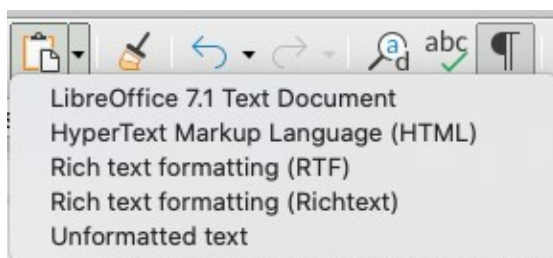 a
d
abc
¶
LibreOffice 7.1 Text Document
HyperText Markup Language (HTML)
Rich text formatting (RTF)
Rich text formatting (Richtext)
Unformatted text